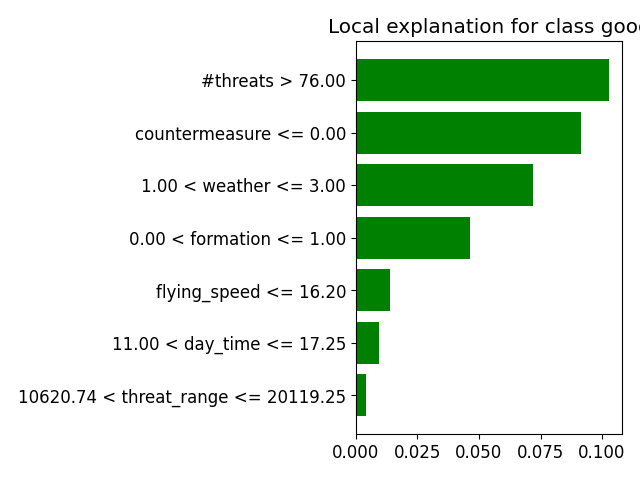 Local explanation for class goo
#threats > 76.00
countermeasure <= 0.00
1.00 < weather <= 3.00
0.00 < formation <= 1.00
flying_speed <= 16.20
11.00 < day_time <= 17.25
10620.74 < threat_range <= 20119.25
0.000 0.025 0.050 0.075 0.100